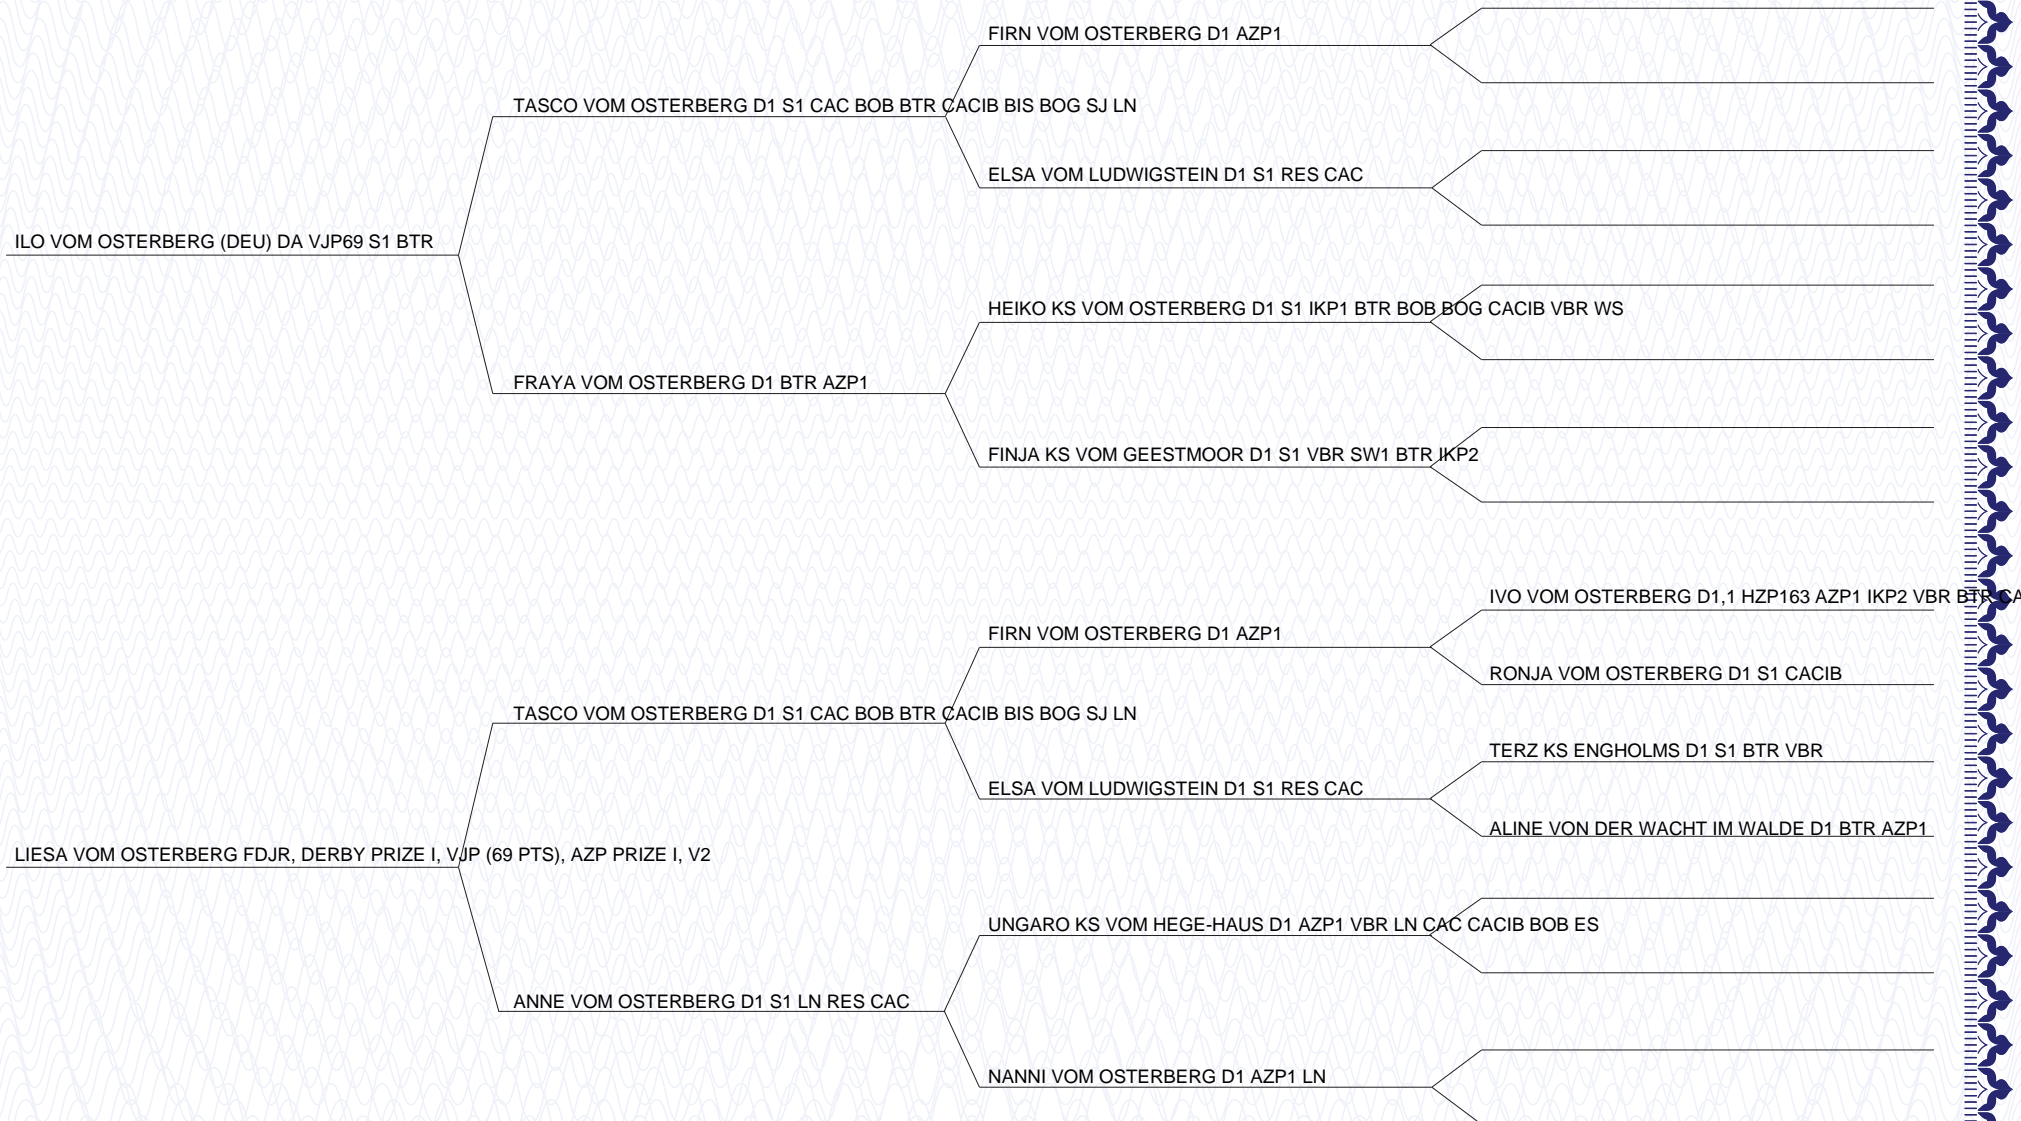 FIRN VOM OSTERBERG D1 AZP1
TASCO VOM OSTERBERG D1 S1 CAC BOB BTR CACIB BIS BOG SJ LN
ELSA VOM LUDWIGSTEIN D1 S1 RES CAC
ILO VOM OSTERBERG (DEU) DA VJP69 S1 BTR
HEIKO KS VOM OSTERBERG D1 S1 IKP1 BTR BOB BOG CACIB VBR WS
FRAYA VOM OSTERBERG D1 BTR AZP1
FINJA KS VOM GEESTMOOR D1 S1 VBR SW1 BTR IKP2
IVO VOM OSTERBERG D1,1 HZP163 AZP1 IKP2 VBR BTR CA
FIRN VOM OSTERBERG D1 AZP1
RONJA VOM OSTERBERG D1 S1 CACIB
TASCO VOM OSTERBERG D1 S1 CAC BOB BTR CACIB BIS BOG SJ LN
TERZ KS ENGHOLMS D1 S1 BTR VBR
ELSA VOM LUDWIGSTEIN D1 S1 RES CAC
ALINE VON DER WACHT IM WALDE D1 BTR AZP1
LIESA VOM OSTERBERG FDJR, DERBY PRIZE I, VJP (69 PTS), AZP PRIZE I, V2
UNGARO KS VOM HEGE-HAUS D1 AZP1 VBR LN CAC CACIB BOB ES
ANNE VOM OSTERBERG D1 S1 LN RES CAC
NANNI VOM OSTERBERG D1 AZP1 LN